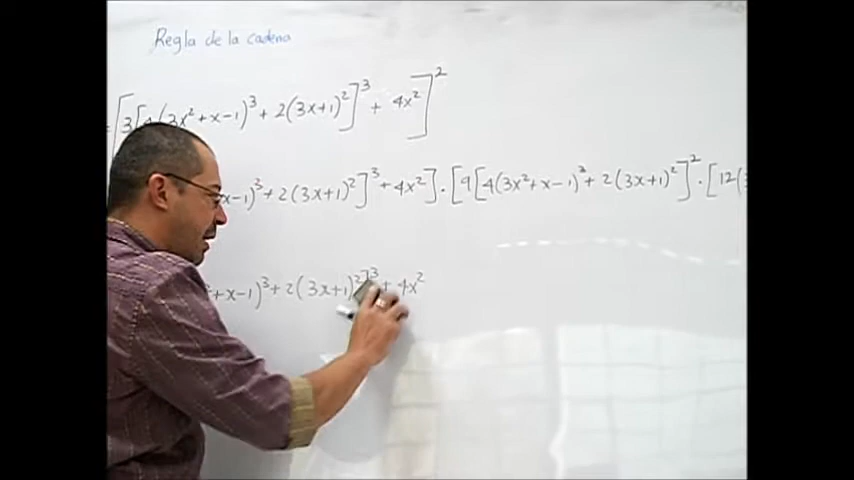 Regla de la cadena
= [3[4(3x²+x-1)³ + 2(3x+1)²]³ + 4x²]²
x-1)³ + 2(3x+1)²]³ + 4x²] · [9[4(3x²+x-1)³ + 2(3x+1)²]² · [12(3
²+x-1)³ + 2(3x+1)²]³ + 4x²